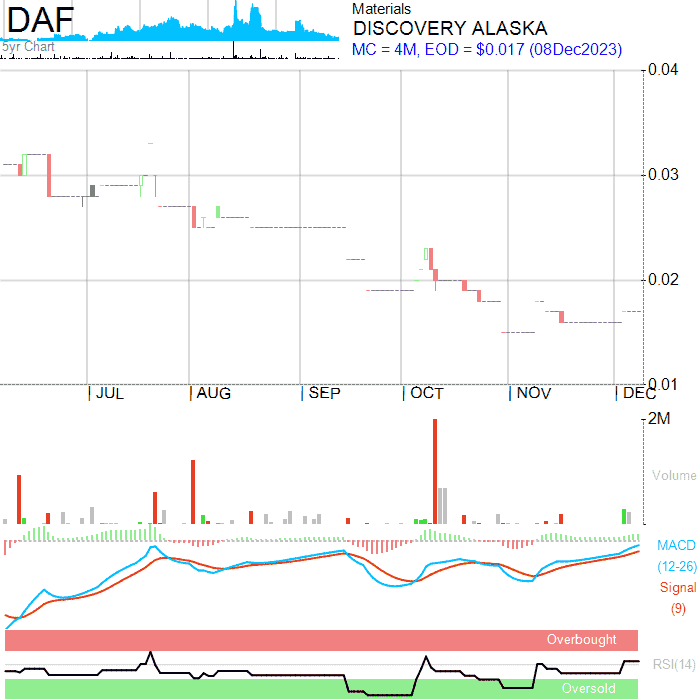 DAF
5yr Chart
Materials
DISCOVERY ALASKA
MC = 4M, EOD = $0.017 (08Dec2023)
0.04
0.03
0.02
0.01
JUL AUG SEP OCT NOV DEC
2M
Volume
MACD
(12-26)
Signal
(9)
Overbought
RSI(14)
Oversold